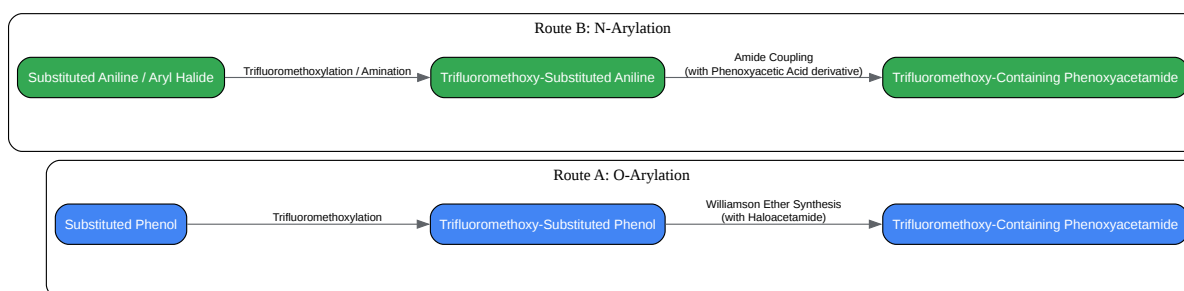 Route B: N-Arylation
Substituted Aniline / Aryl Halide
Trifluoromethoxylation / Amination
Trifluoromethoxy-Substituted Aniline
Amide Coupling
(with Phenoxyacetic Acid derivative)
Trifluoromethoxy-Containing Phenoxyacetamide
Route A: O-Arylation
Substituted Phenol
Trifluoromethoxylation
Trifluoromethoxy-Substituted Phenol
Williamson Ether Synthesis
(with Haloacetamide)
Trifluoromethoxy-Containing Phenoxyacetamide